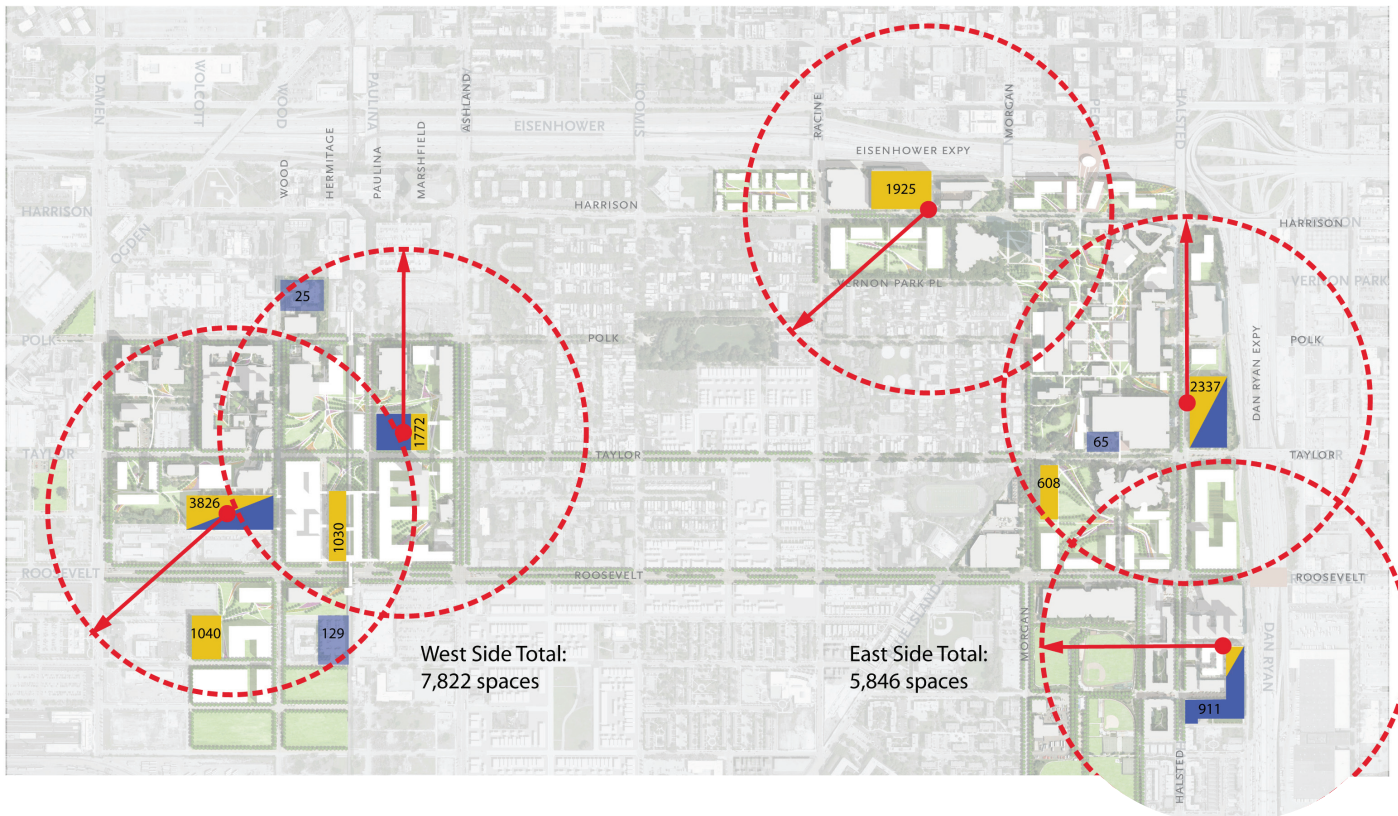 DAMEN
WOLCOTT
WOOD
PAULINA
ASHLAND
LOOMIS
RACINE
MORGAN
HALSTED
EISENHOWER
EISENHOWER EXPY
WOOD
HERMITAGE
PAULINA
MARSHFIELD
1925
HARRISON
HARRISON
HARRISON
OGDEN
VERNON PARK PL
VERNON PARK
25
POLK
POLK
POLK
DAN RYAN EXPY
2337
1772
65
TAYLOR
TAYLOR
TAYLOR
608
3826
1030
ROOSEVELT
ROOSEVELT
ROOSEVELT
1040
129
MORGAN
DAN RYAN
West Side Total:
7,822 spaces
East Side Total:
5,846 spaces
911
HALSTED